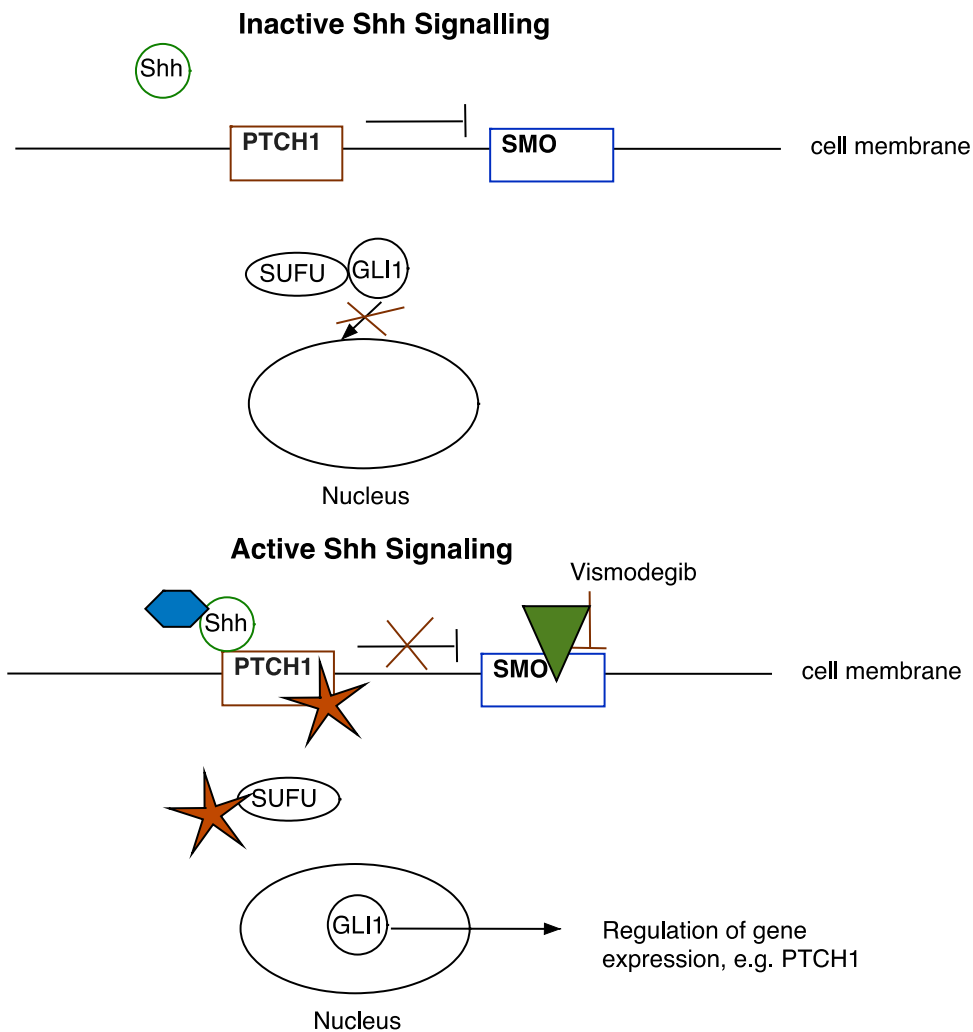 Inactive Shh Signalling
Shh
PTCH1
SMO
cell membrane
SUFU
GLI1
Nucleus
Active Shh Signaling
Vismodegib
Shh
PTCH1
SMO
cell membrane
SUFU
GLI1
Regulation of gene
expression, e.g. PTCH1
Nucleus